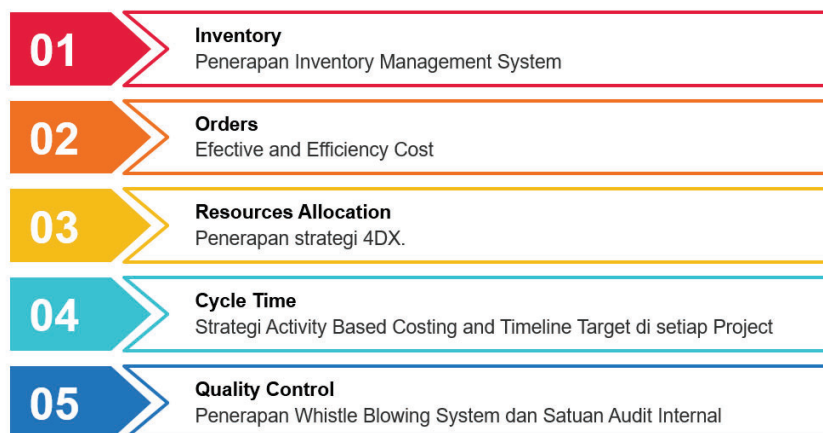 01
Inventory
Penerapan Inventory Management System
02
Orders
Efective and Efficiency Cost
03
Resources Allocation
Penerapan strategi 4DX.
04
Cycle Time
Strategi Activity Based Costing and Timeline Target di setiap Project
05
Quality Control
Penerapan Whistle Blowing System dan Satuan Audit Internal